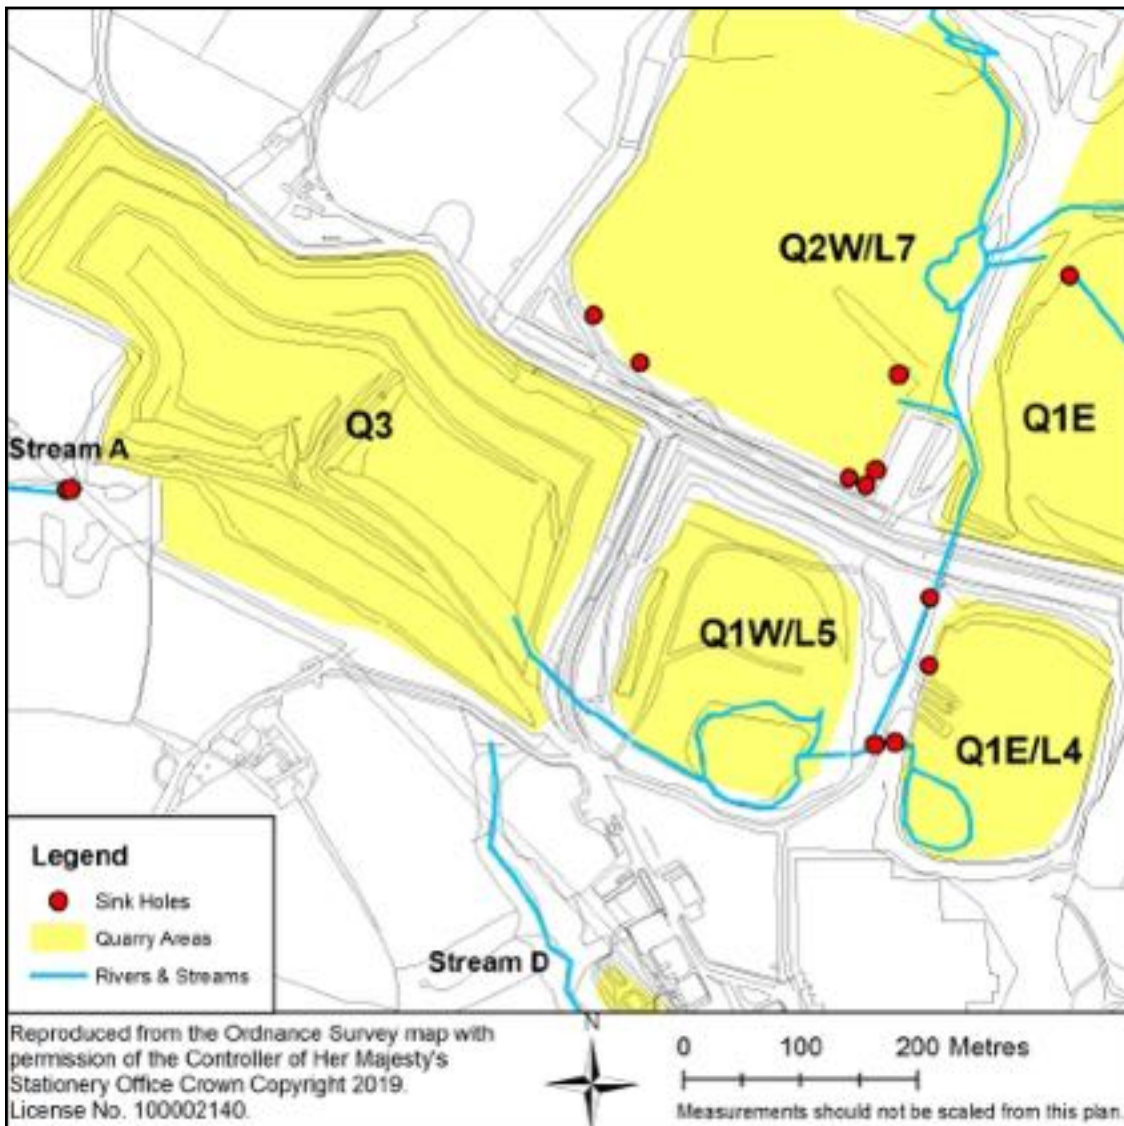 Q2W/L7
Q1E
Q3
Stream A
Q1W/L5
Q1E/L4
Stream D
Legend
Sink Holes
Quarry Areas
Rivers & Streams
Reproduced from the Ordnance Survey map with
permission of the Controller of Her Majesty's
Stationery Office Crown Copyright 2019.
License No. 100002140.
N
0 100 200 Metres
Measurements should not be scaled from this plan.